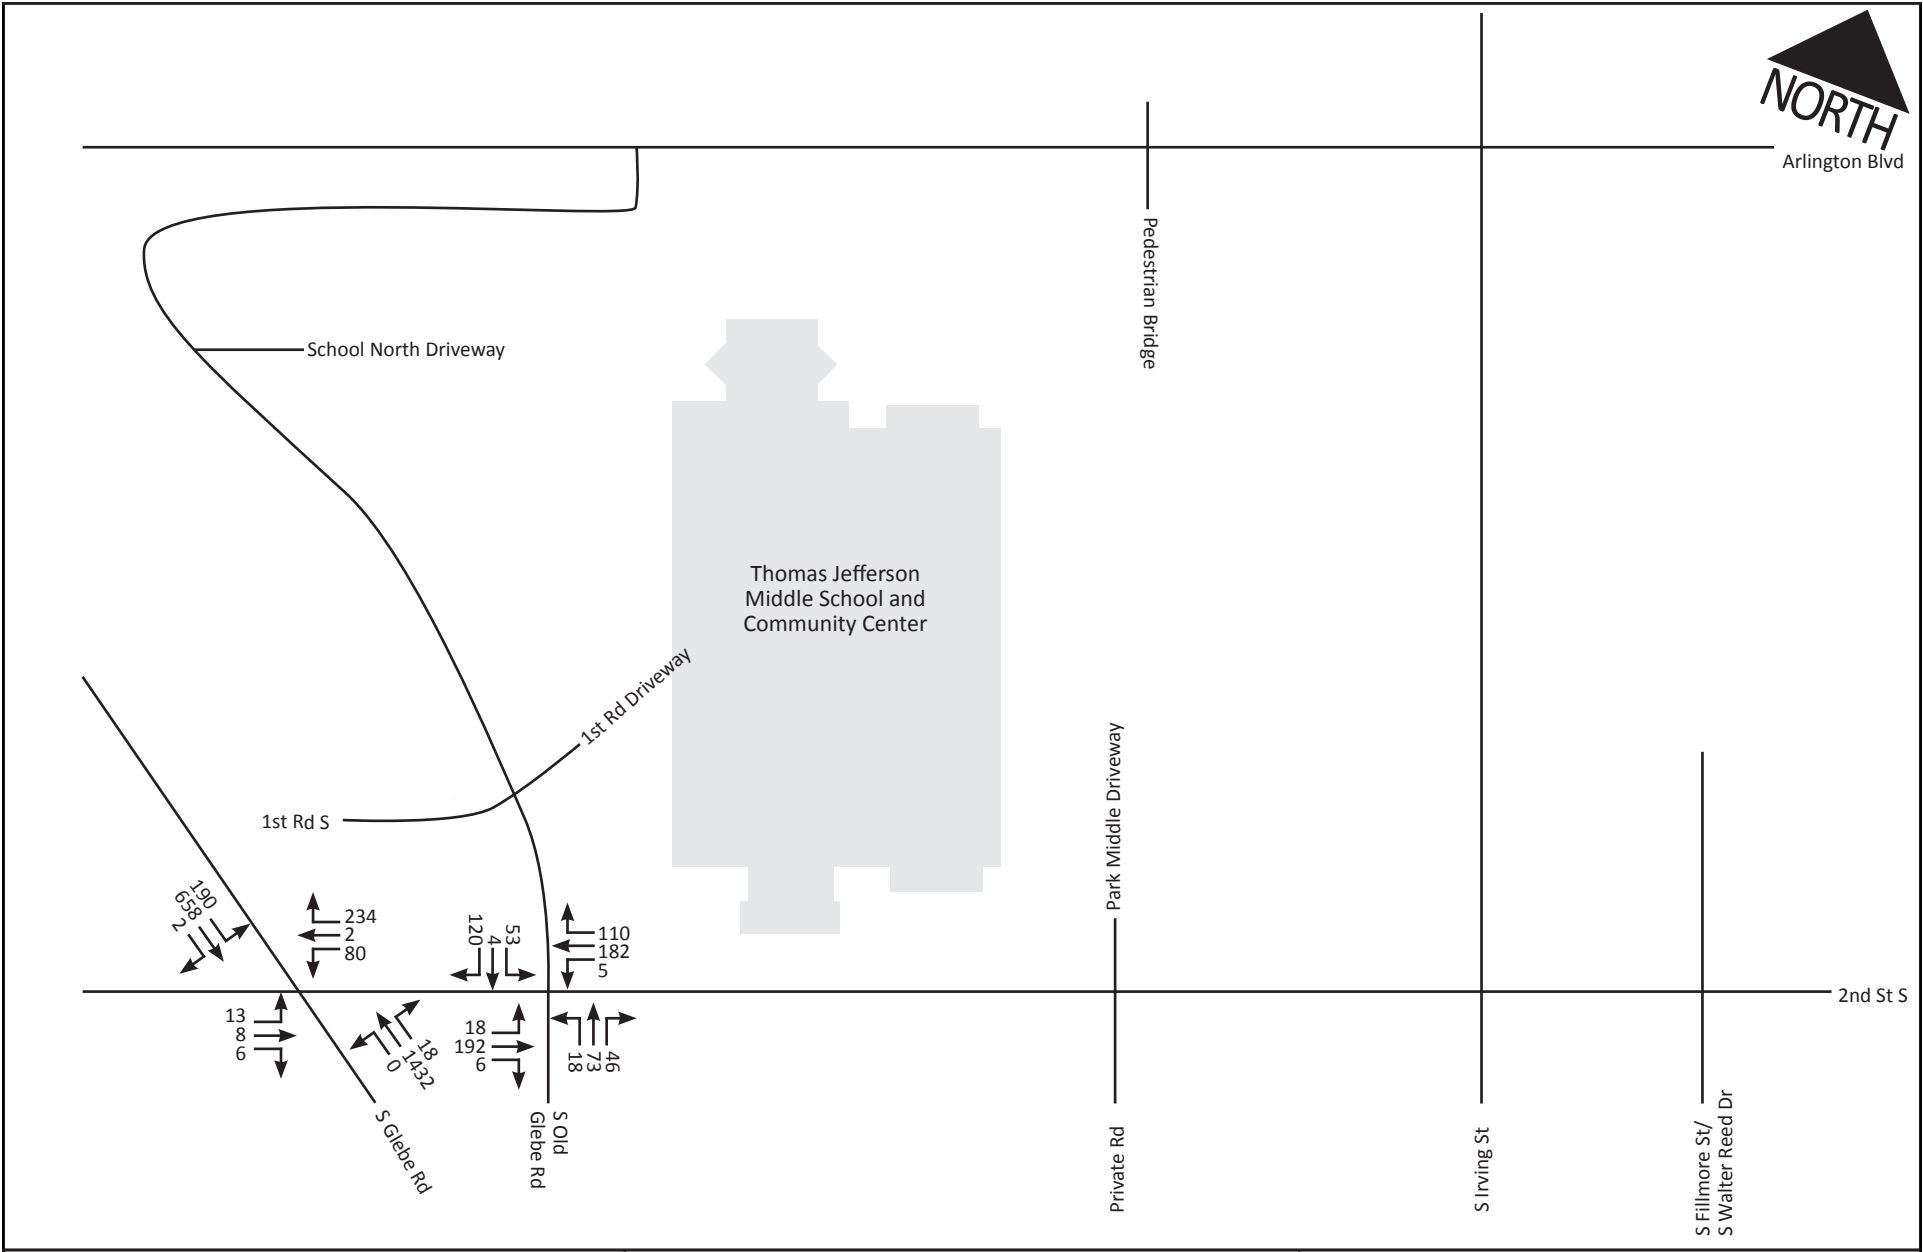 NORTH
Arlington Blvd
Pedestrian Bridge
School North Driveway
Thomas Jefferson
Middle School and
Community Center
1st Rd Driveway
1st Rd S
Park Middle Driveway
190
658
2
234
2
80
120
4
53
110
182
5
2nd St S
13
8
6
0
1432
18
18
192
6
18
73
46
S Glebe Rd
S Old
Glebe Rd
Private Rd
S Irving St
S Fillmore St/
S Walter Reed Dr